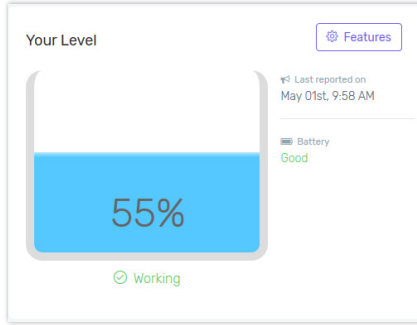 Your Level
Features
Last reported on
May 01st, 9:58 AM
Battery
Good
55%
Working